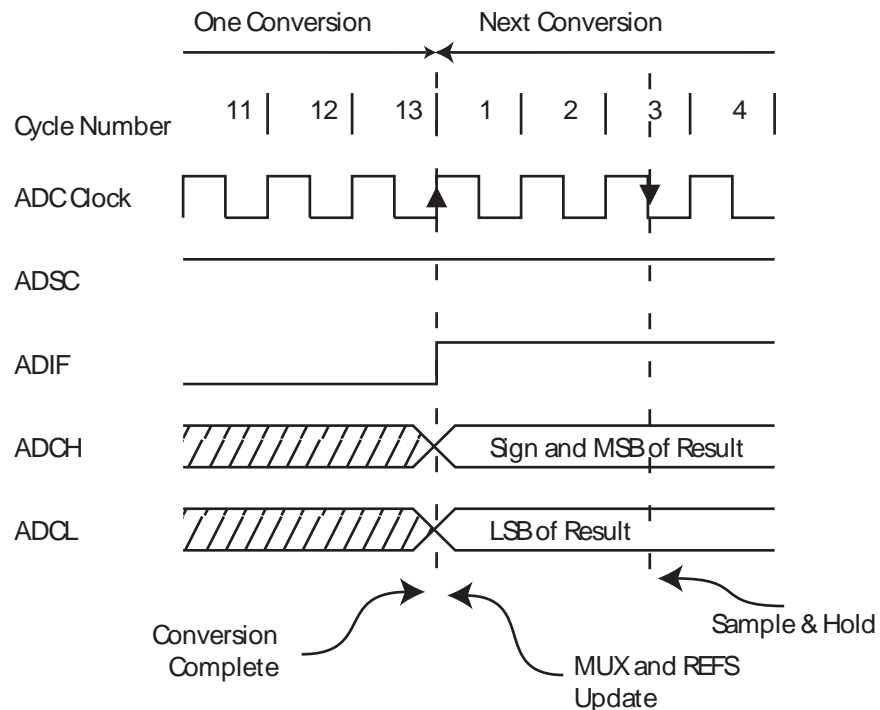 One Conversion Next Conversion
Cycle Number 11 12 13 1 2 3 4
ADC Clock
ADSC
ADIF
ADCH Sign and MSB of Result
ADCL LSB of Result
Conversion
Complete
MUX and REFS
Update
Sample & Hold